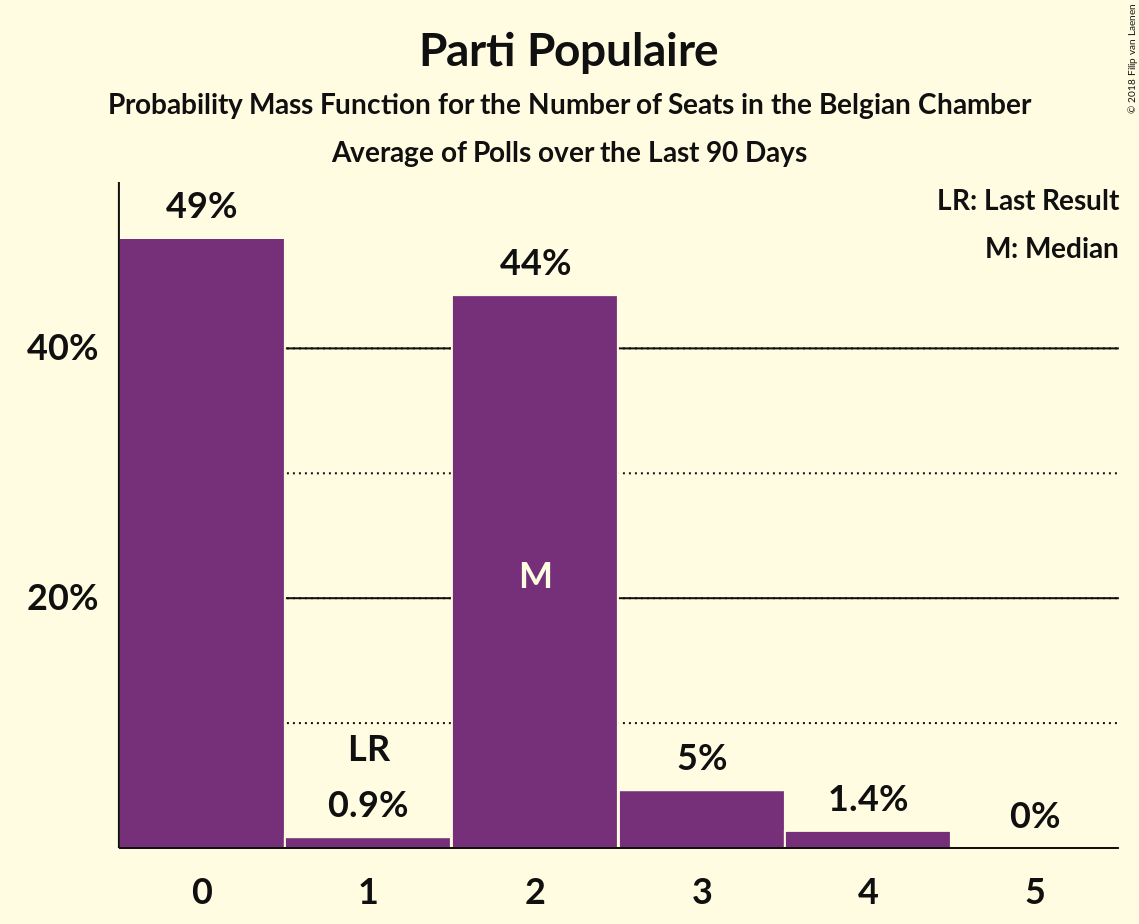 Parti Populaire
Probability Mass Function for the Number of Seats in the Belgian Chamber
Average of Polls over the Last 90 Days
© 2018 Filip van Laenen
LR: Last Result
M: Median
49%
44%
40%
M
20%
LR
0.9%
5%
1.4%
0%
0 1 2 3 4 5